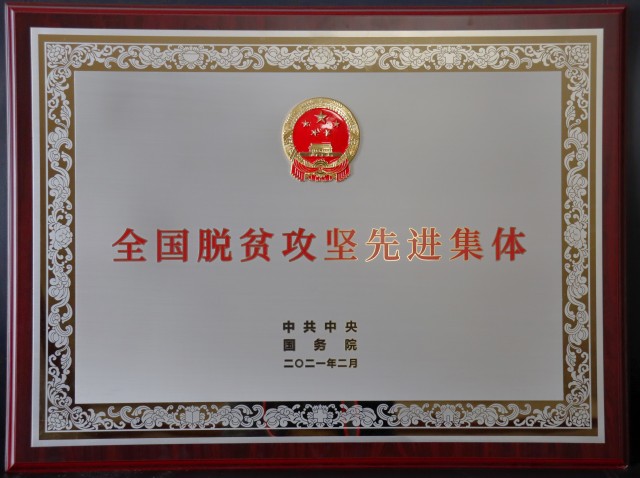 全国脱贫攻坚先进集体
中共中央
国务院
二〇二一年二月